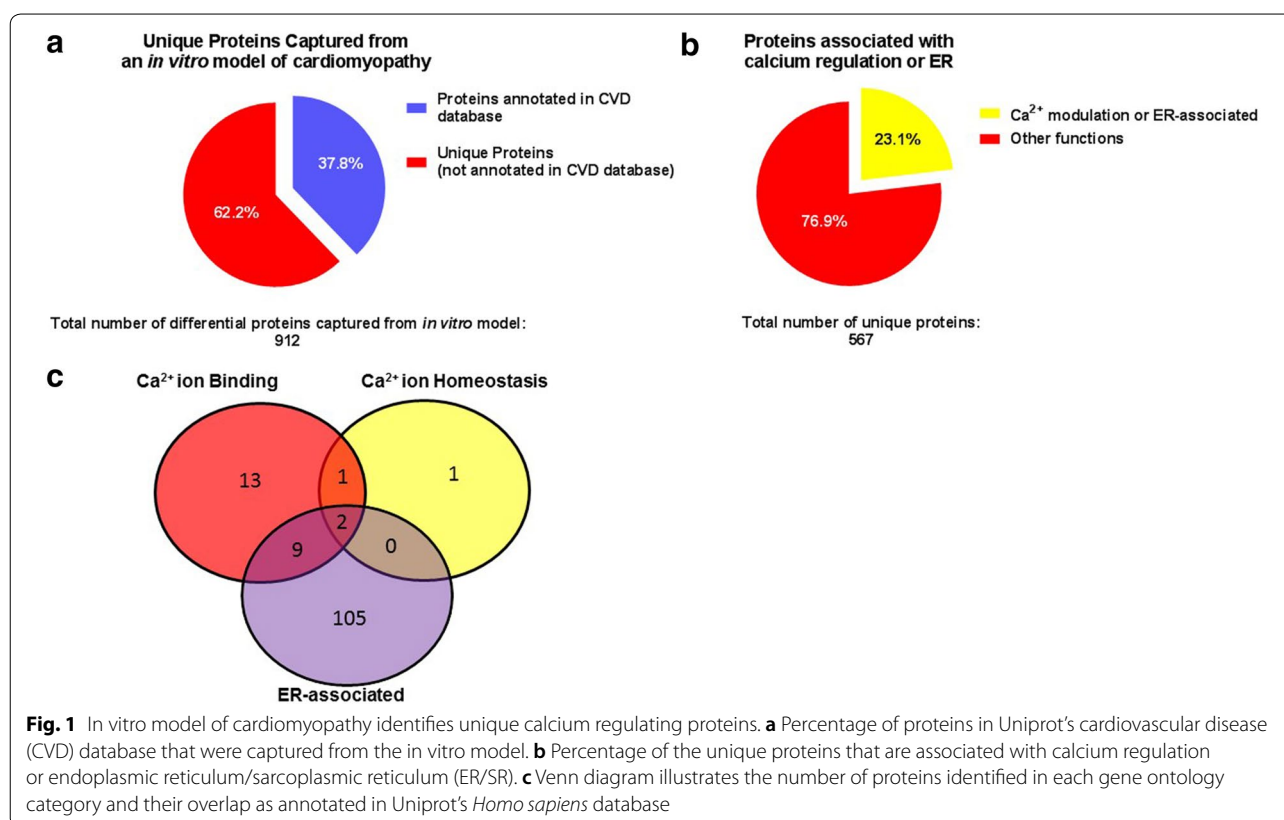 a
Unique Proteins Captured from
an in vitro model of cardiomyopathy
Proteins annotated in CVD
database
Unique Proteins
(not annotated in CVD database)
37.8%
62.2%
Total number of differential proteins captured from in vitro model:
912
b
Proteins associated with
calcium regulation or ER
Ca2+ modulation or ER-associated
Other functions
23.1%
76.9%
Total number of unique proteins:
567
c
Ca2+ ion Binding
Ca2+ ion Homeostasis
13
1
1
2
9
0
105
ER-associated
Fig. 1 In vitro model of cardiomyopathy identifies unique calcium regulating proteins. a Percentage of proteins in Uniprot's cardiovascular disease
(CVD) database that were captured from the in vitro model. b Percentage of the unique proteins that are associated with calcium regulation
or endoplasmic reticulum/sarcoplasmic reticulum (ER/SR). c Venn diagram illustrates the number of proteins identified in each gene ontology
category and their overlap as annotated in Uniprot's Homo sapiens database